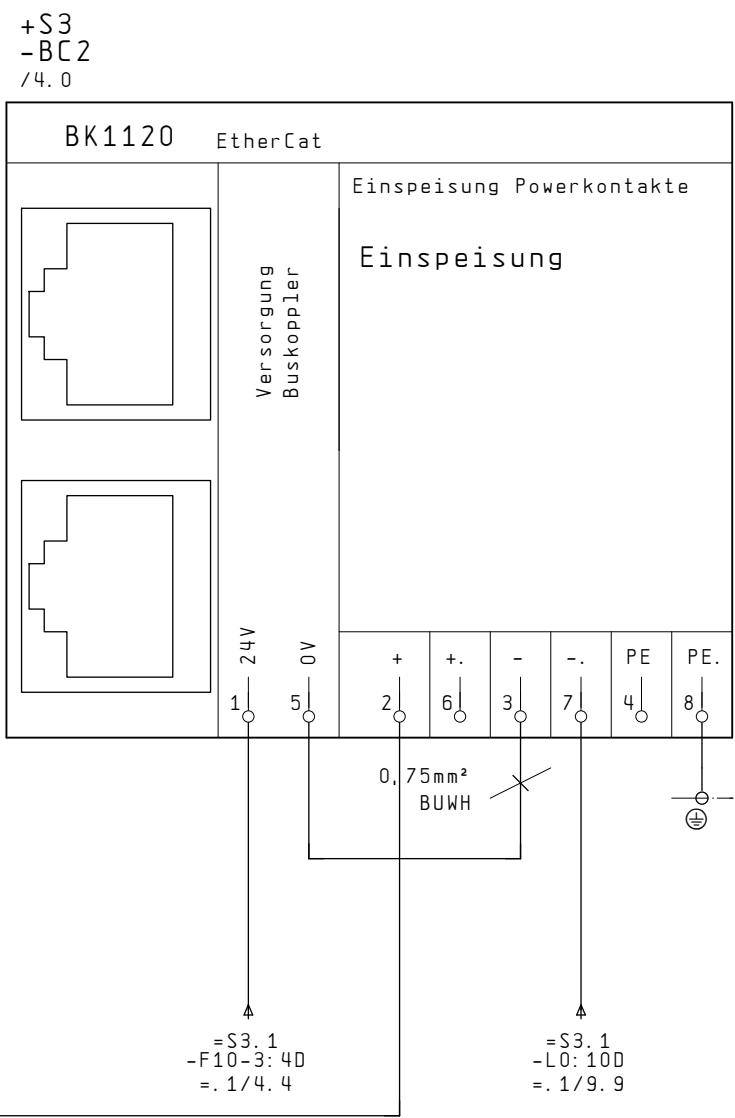 +S3
-BC2
/4.0
BK1120 EtherCat
Einspeisung Powerkontakte
Einspeisung
Versorgung
Buskoppler
24V 0V + +. - -. PE PE.
1 5 2 6 3 7 4 8
0,75mm²
BUWH
=S3.1
-F10-3:4D
=.1/4.4
=S3.1
-L0:10D
=.1/9.9